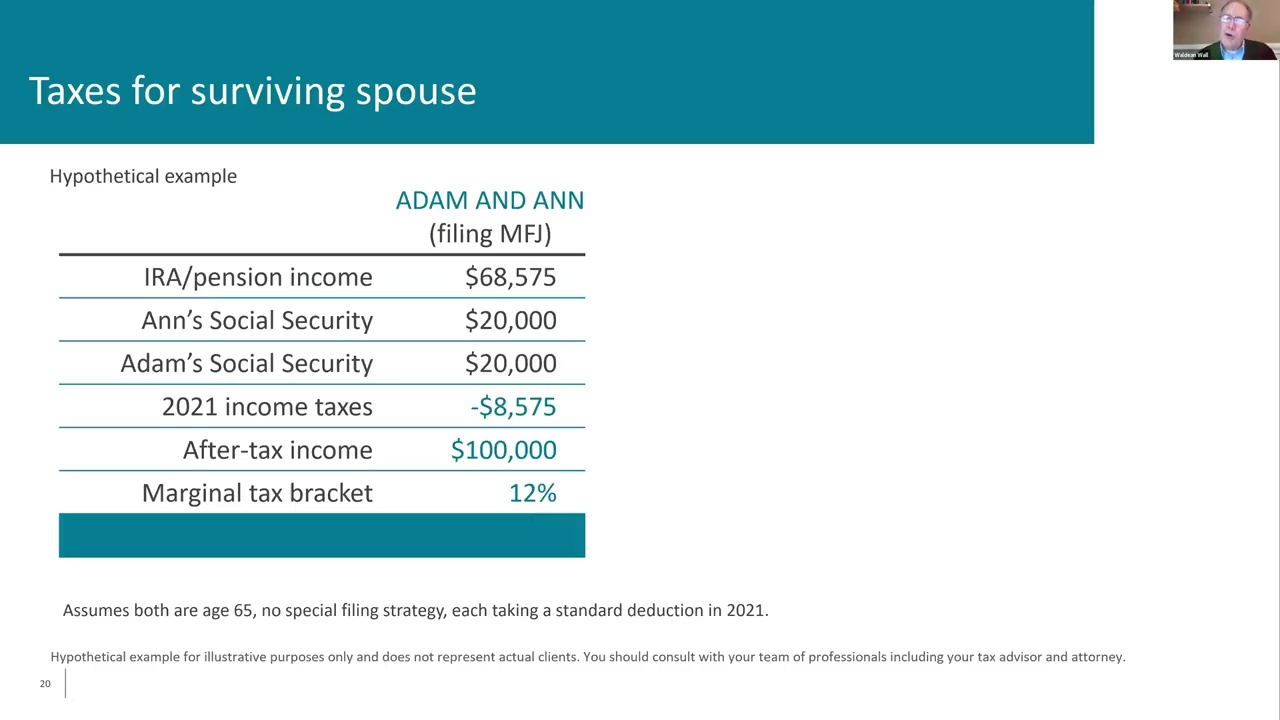 Waldean Wall
Taxes for surviving spouse
Hypothetical example
ADAM AND ANN
(filing MFJ)
IRA/pension income $68,575
Ann’s Social Security $20,000
Adam’s Social Security $20,000
2021 income taxes -$8,575
After-tax income $100,000
Marginal tax bracket 12%
Assumes both are age 65, no special filing strategy, each taking a standard deduction in 2021.
Hypothetical example for illustrative purposes only and does not represent actual clients. You should consult with your team of professionals including your tax advisor and attorney.
20